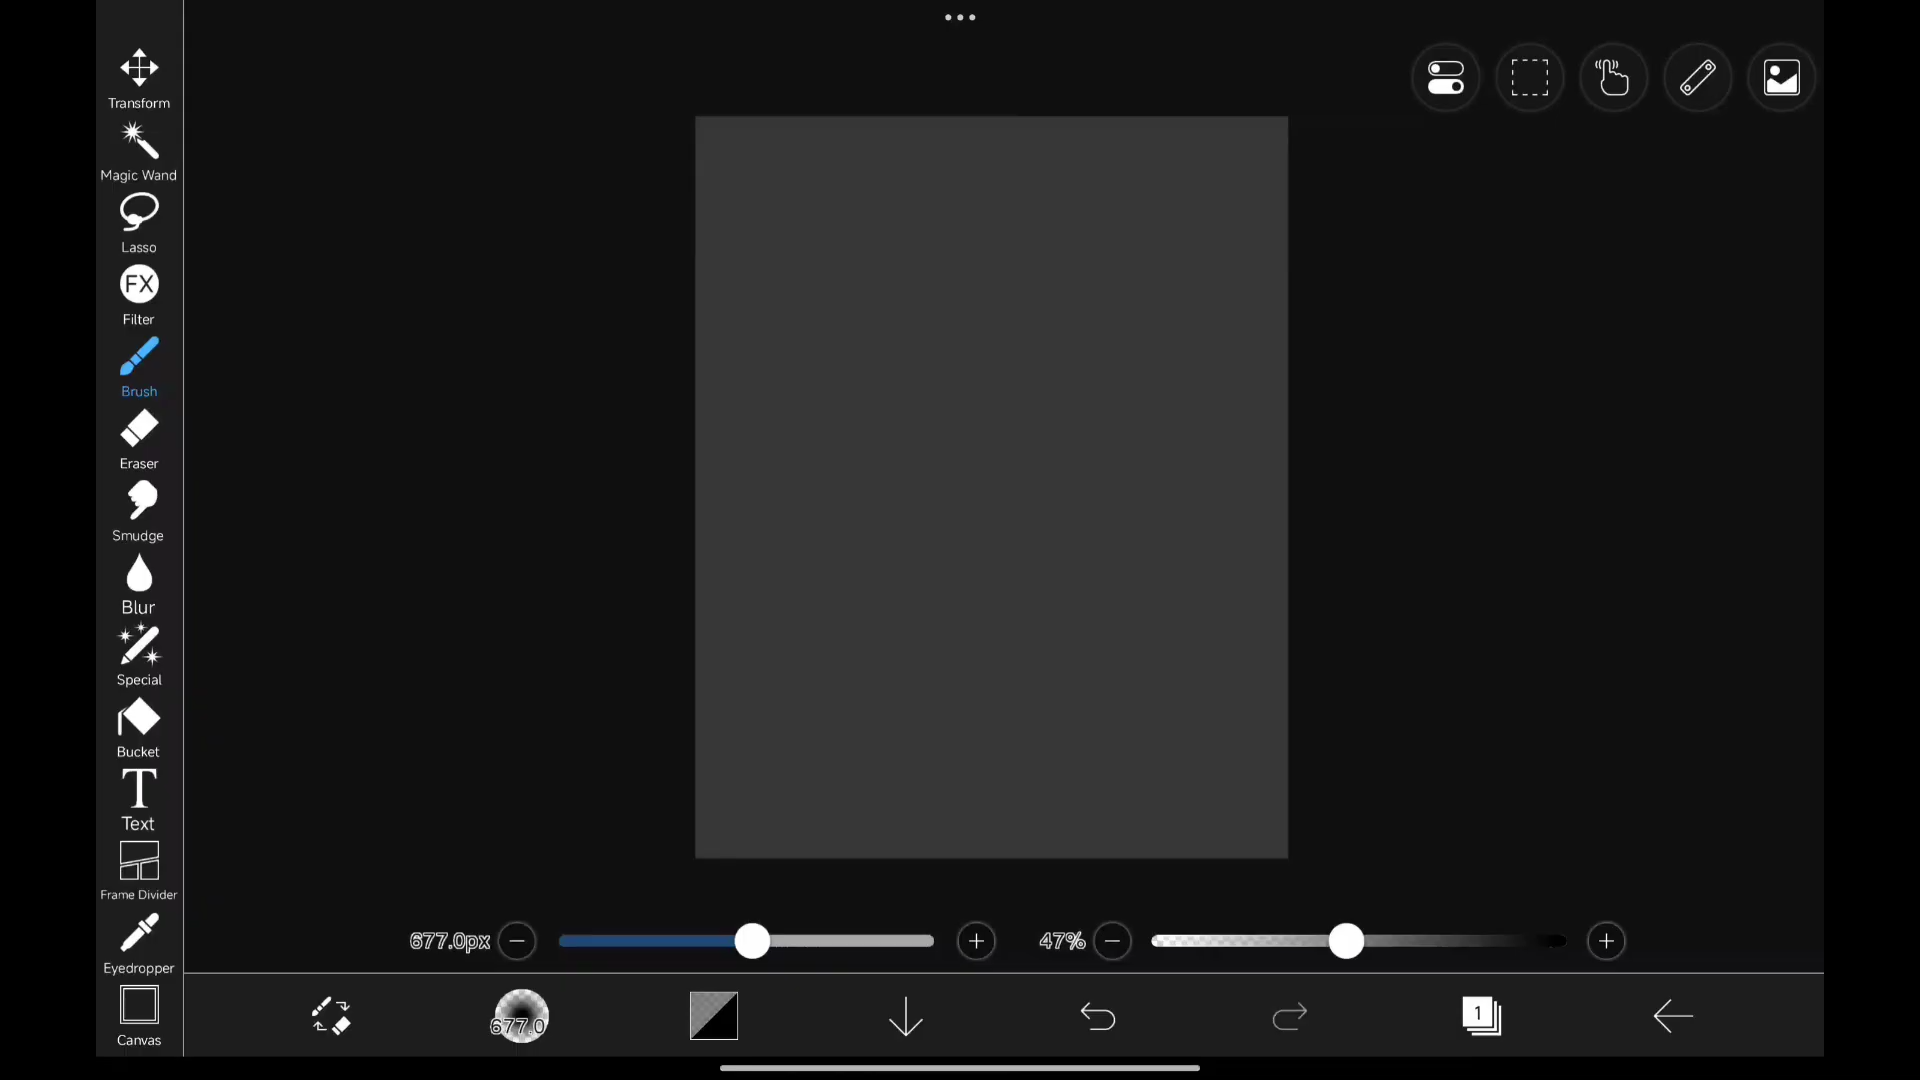 Transform
Magic Wand
Lasso
FX
Filter
Brush
Eraser
Smudge
Blur
Special
Bucket
T
Text
Frame Divider
Eyedropper
Canvas
677.0px
47%
677.0
1